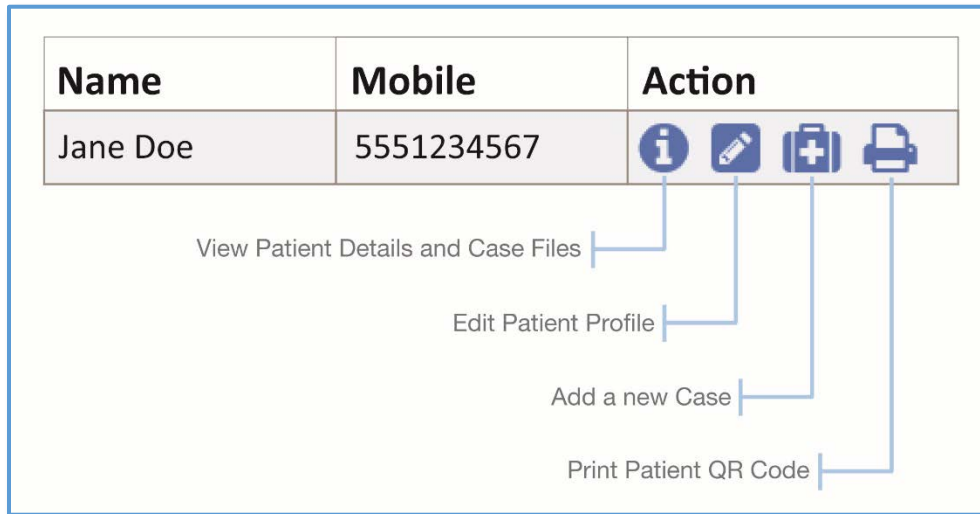 Name Mobile Action
Jane Doe 5551234567
View Patient Details and Case Files
Edit Patient Profile
Add a new Case
Print Patient QR Code